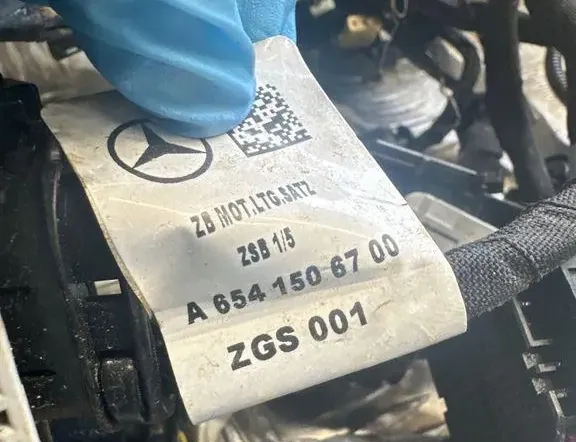 ZB MOT.LTG.SATZ
ZSB 1/5
A 654 150 67 00
ZGS 001